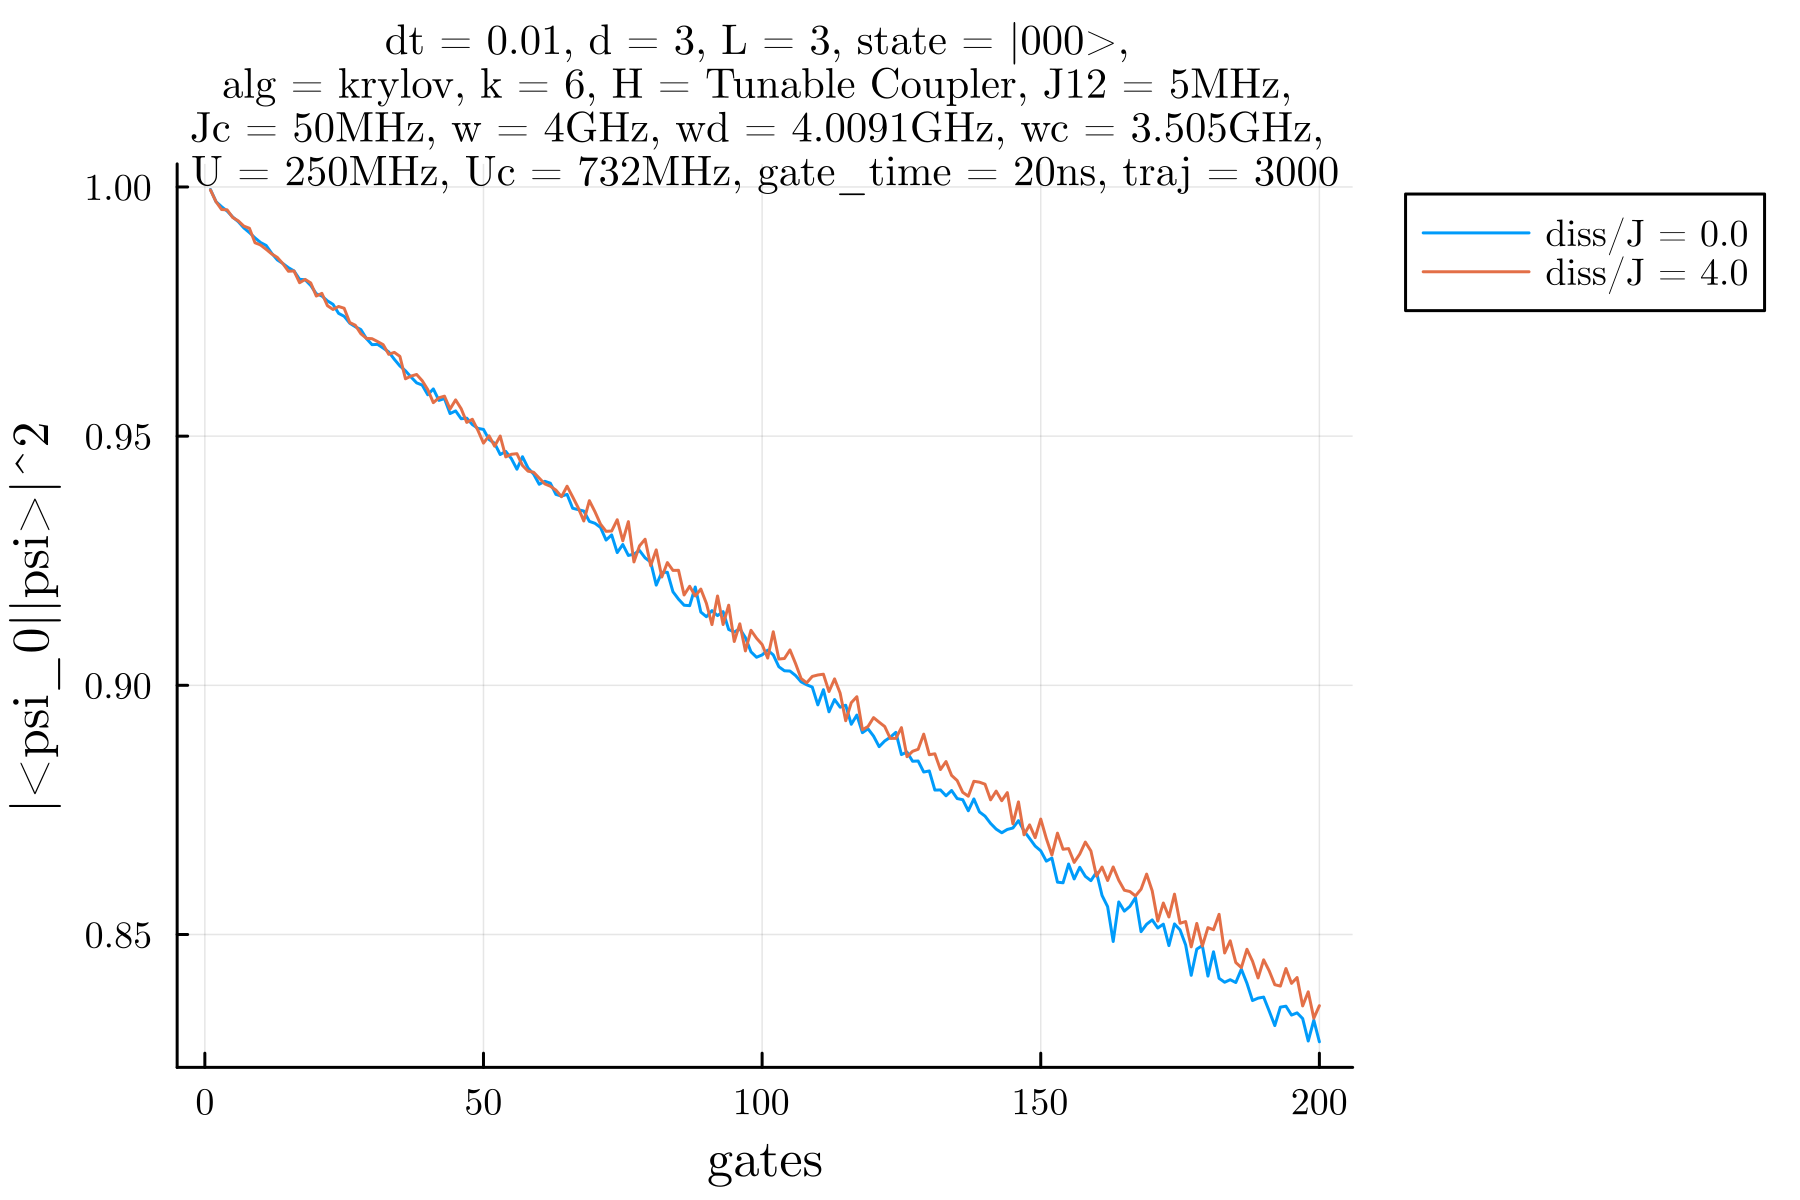 dt = 0.01, d = 3, L = 3, state = |000>,
alg = krylov, k = 6, H = Tunable Coupler, J12 = 5MHz,
Jc = 50MHz, w = 4GHz, wd = 4.0091GHz, wc = 3.505GHz,
U = 250MHz, Uc = 732MHz, gate_time = 20ns, traj = 3000
1.00
0.95
0.90
0.85
|<psi_0||psi>|^2
0 50 100 150 200
gates
diss/J = 0.0
diss/J = 4.0